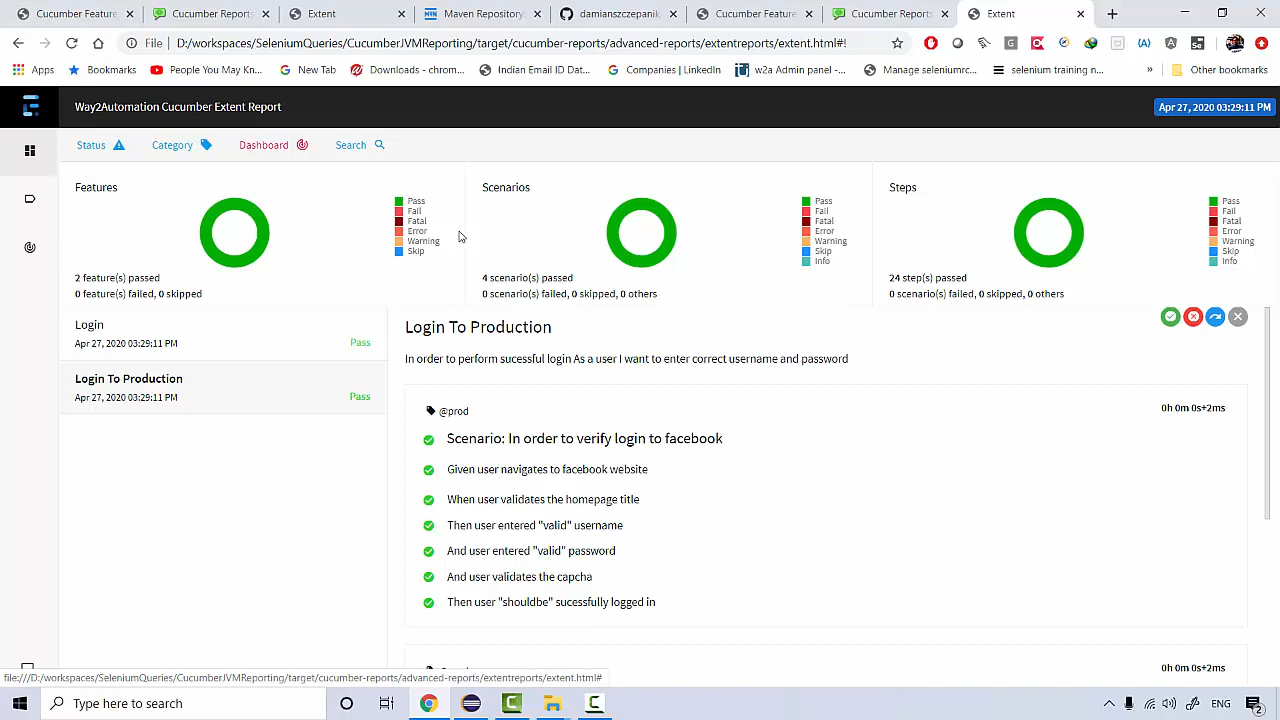 Cucumber Feature
Cucumber Reports
Extent
Maven Repository:
damianszczepanik
Cucumber Feature
Cucumber Reports
Extent
File D:/workspaces/SeleniumQueries/CucumberJVMReporting/target/cucumber-reports/advanced-reports/extentreports/extent.html#!
Apps Bookmarks People You May Kn... New Tab Downloads - chrom... Indian Email ID Dat... Companies | LinkedIn w2a Admin panel -... Manage seleniumrc... selenium training n... » Other bookmarks
Way2Automation Cucumber Extent Report
Apr 27, 2020 03:29:11 PM
Status Category Dashboard Search
Features
Pass
Fail
Fatal
Error
Warning
Skip
2 feature(s) passed
0 feature(s) failed, 0 skipped
Scenarios
Pass
Fail
Fatal
Error
Warning
Skip
Info
4 scenario(s) passed
0 scenario(s) failed, 0 skipped, 0 others
Steps
Pass
Fail
Fatal
Error
Warning
Skip
Info
24 step(s) passed
0 scenario(s) failed, 0 skipped, 0 others
Login
Apr 27, 2020 03:29:11 PM Pass
Login To Production
Apr 27, 2020 03:29:11 PM Pass
Login To Production
In order to perform sucessful login As a user I want to enter correct username and password
@prod 0h 0m 0s+2ms
Scenario: In order to verify login to facebook
Given user navigates to facebook website
When user validates the homepage title
Then user entered "valid" username
And user entered "valid" password
And user validates the capcha
Then user "shouldbe" sucessfully logged in
0h 0m 0s+2ms
file:///D:/workspaces/SeleniumQueries/CucumberJVMReporting/target/cucumber-reports/advanced-reports/extentreports/extent.html#
Type here to search
ENG
2